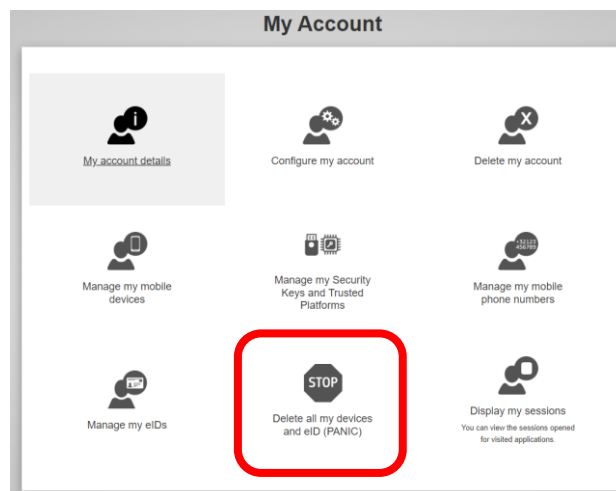 My Account
i
X
My account details
Configure my account
Delete my account
+32123
456789
Manage my mobile
devices
Manage my Security
Keys and Trusted
Platforms
Manage my mobile
phone numbers
STOP
Manage my eIDs
Delete all my devices
and eID (PANIC)
Display my sessions
You can view the sessions opened
for visited applications.